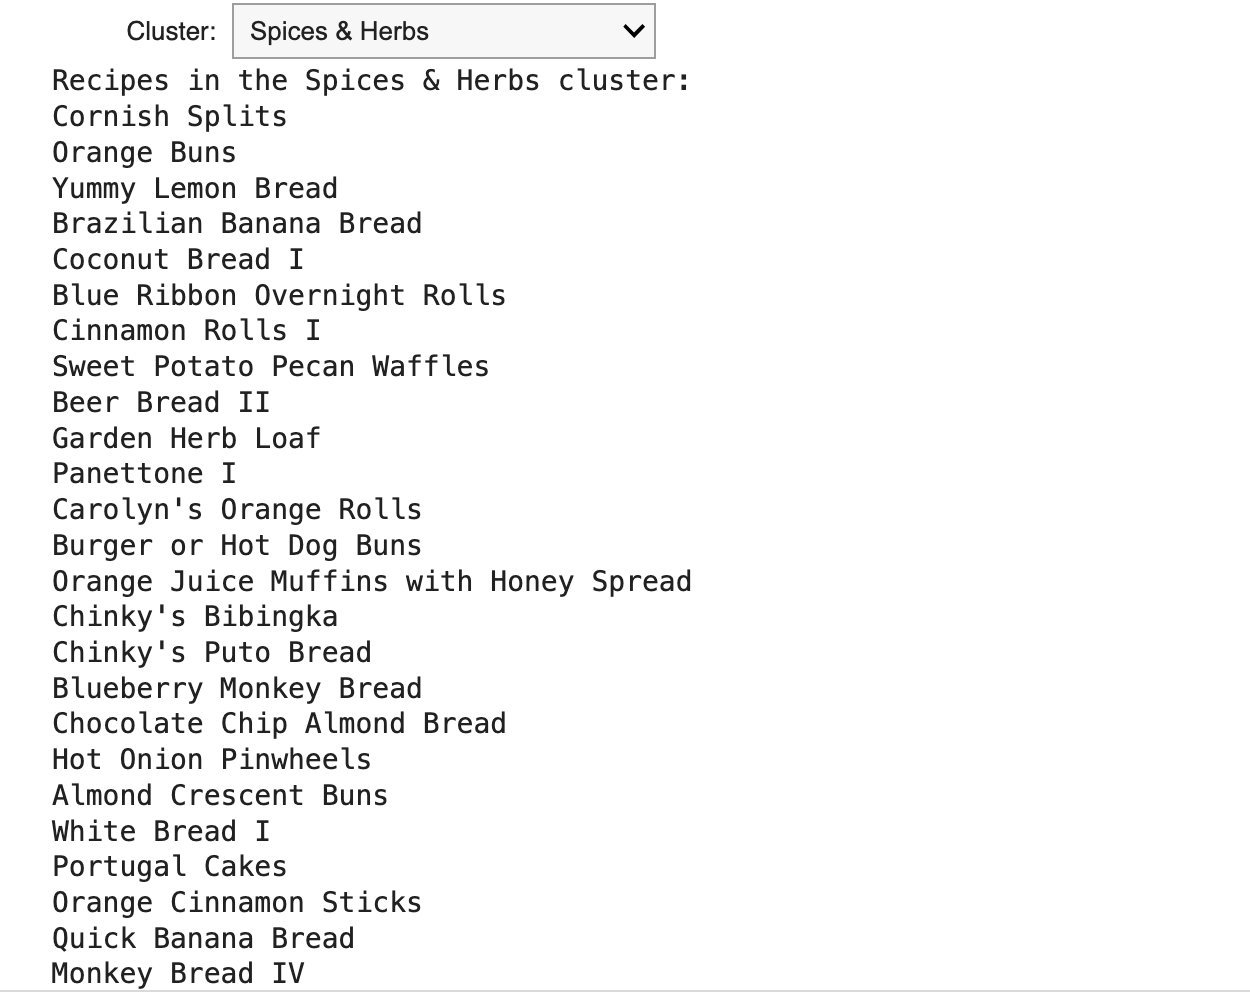 Cluster: Spices & Herbs
Recipes in the Spices & Herbs cluster:
Cornish Splits
Orange Buns
Yummy Lemon Bread
Brazilian Banana Bread
Coconut Bread I
Blue Ribbon Overnight Rolls
Cinnamon Rolls I
Sweet Potato Pecan Waffles
Beer Bread II
Garden Herb Loaf
Panettone I
Carolyn's Orange Rolls
Burger or Hot Dog Buns
Orange Juice Muffins with Honey Spread
Chinky's Bibingka
Chinky's Puto Bread
Blueberry Monkey Bread
Chocolate Chip Almond Bread
Hot Onion Pinwheels
Almond Crescent Buns
White Bread I
Portugal Cakes
Orange Cinnamon Sticks
Quick Banana Bread
Monkey Bread IV